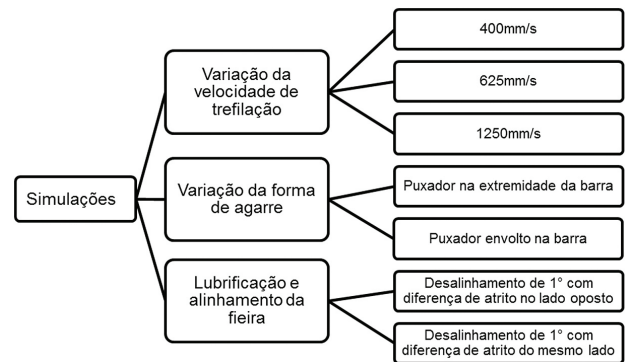 Simulações
Variação da
velocidade de
trefilação
400mm/s
625mm/s
1250mm/s
Variação da forma
de agarre
Puxador na extremidade da barra
Puxador envolto na barra
Lubrificação e
alinhamento da
fieira
Desalinhamento de 1° com
diferença de atrito no lado oposto
Desalinhamento de 1° com
diferença de atrito do mesmo lado